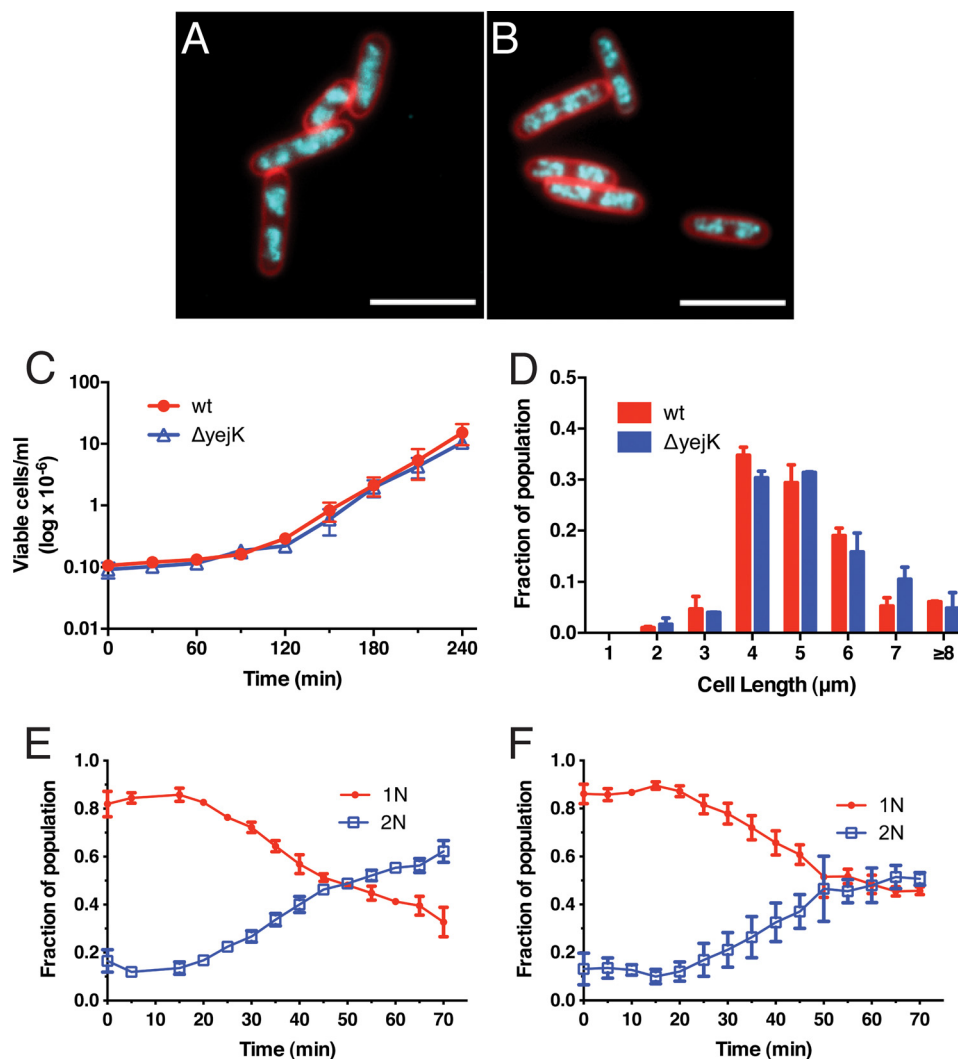 A
B
C
wt
ΔyejK
Viable cells/ml
(log x 10⁻⁶)
100
10
1
0.10
0.01
0 60 120 180 240
Time (min)
D
wt
ΔyejK
Fraction of population
0.5
0.4
0.3
0.2
0.1
0.0
1 2 3 4 5 6 7 ≥8
Cell Length (µm)
E
1N
2N
Fraction of population
1.0
0.8
0.6
0.4
0.2
0.0
0 10 20 30 40 50 60 70
Time (min)
F
1N
2N
Fraction of population
1.0
0.8
0.6
0.4
0.2
0.0
0 10 20 30 40 50 60 70
Time (min)